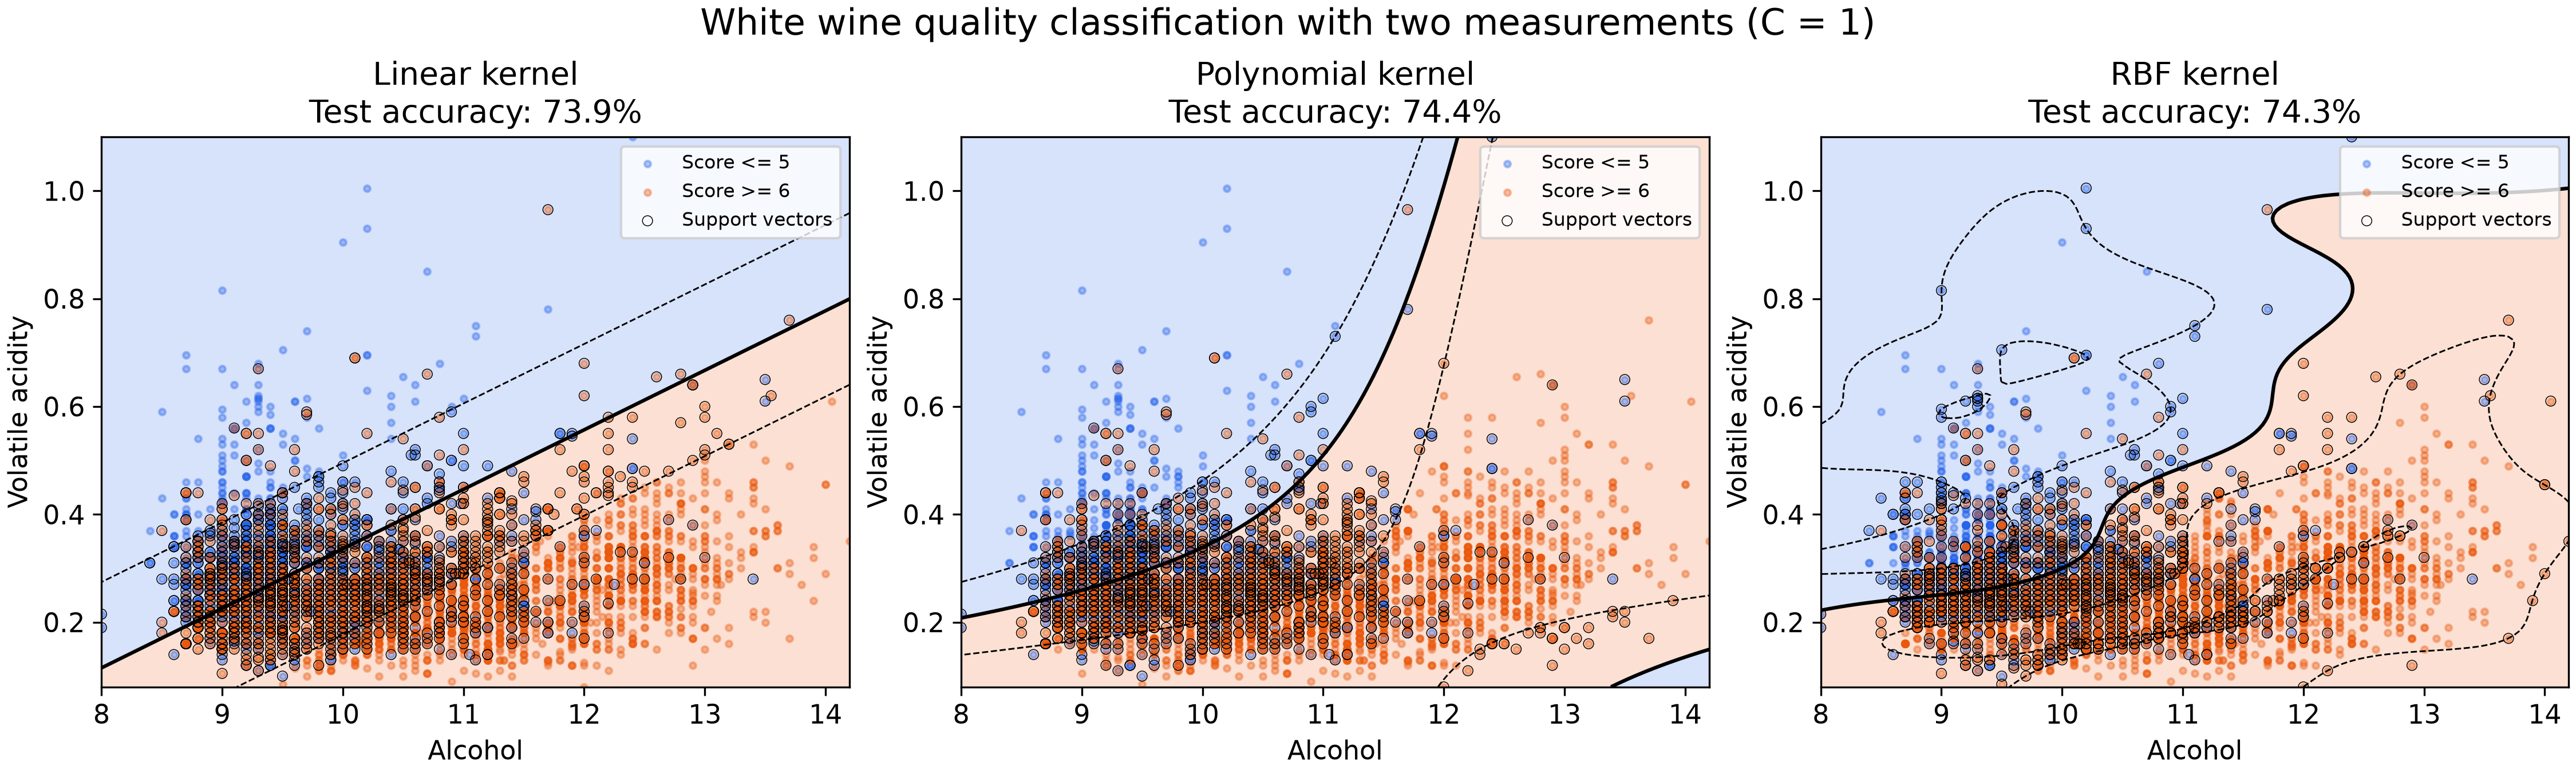 White wine quality classification with two measurements (C = 1)
Linear kernel
Test accuracy: 73.9%
Score <= 5
Score >= 6
Support vectors
1.0
0.8
0.6
0.4
0.2
Volatile acidity
8 9 10 11 12 13 14
Alcohol
Polynomial kernel
Test accuracy: 74.4%
Score <= 5
Score >= 6
Support vectors
1.0
0.8
0.6
0.4
0.2
Volatile acidity
8 9 10 11 12 13 14
Alcohol
RBF kernel
Test accuracy: 74.3%
Score <= 5
Score >= 6
Support vectors
1.0
0.8
0.6
0.4
0.2
Volatile acidity
8 9 10 11 12 13 14
Alcohol